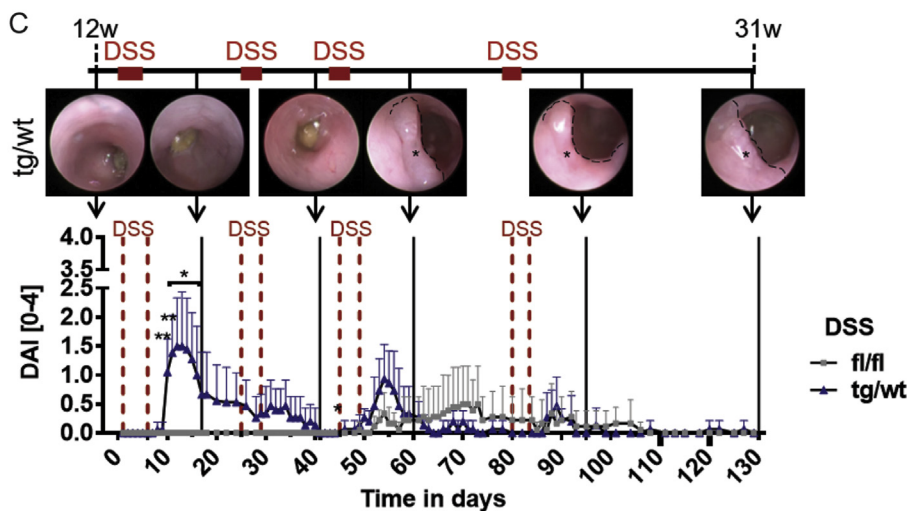 C
12w
31w
DSS DSS DSS DSS
tg/wt
*
*
*
DSS DSS DSS DSS
DAI [0-4]
4.0
3.5
2.5
2.0
1.5
1.0
0.5
0.0
*
**
**
*
DSS
fl/fl
tg/wt
0 10 20 30 40 50 60 70 80 90 100 110 120 130
Time in days